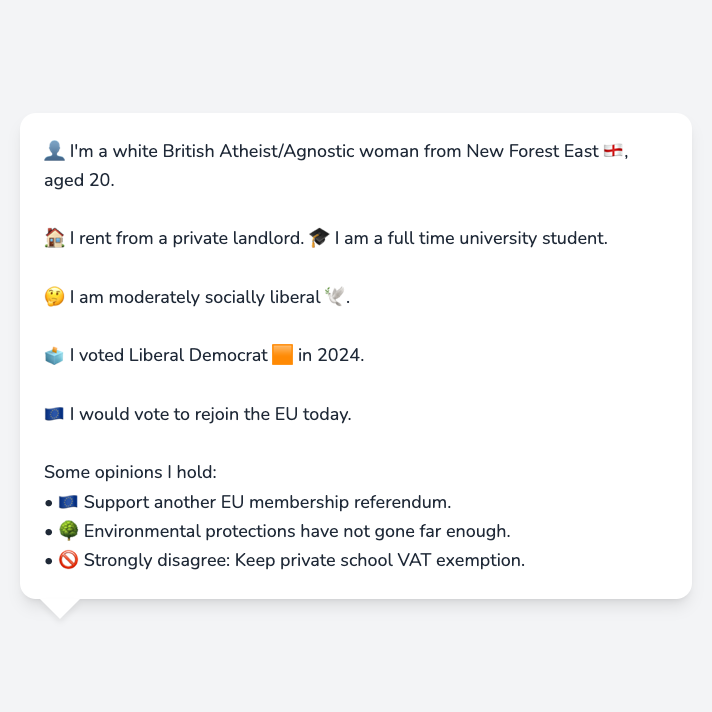 👤 I'm a white British Atheist/Agnostic woman from New Forest East 🏴󠁧󠁢󠁥󠁮󠁧󠁿,
aged 20.
🏠 I rent from a private landlord. 🎓 I am a full time university student.
🤔 I am moderately socially liberal 🕊️.
🗳️ I voted Liberal Democrat 🟧 in 2024.
🇪🇺 I would vote to rejoin the EU today.
Some opinions I hold:
• 🇪🇺 Support another EU membership referendum.
• 🌳 Environmental protections have not gone far enough.
• 🚫 Strongly disagree: Keep private school VAT exemption.